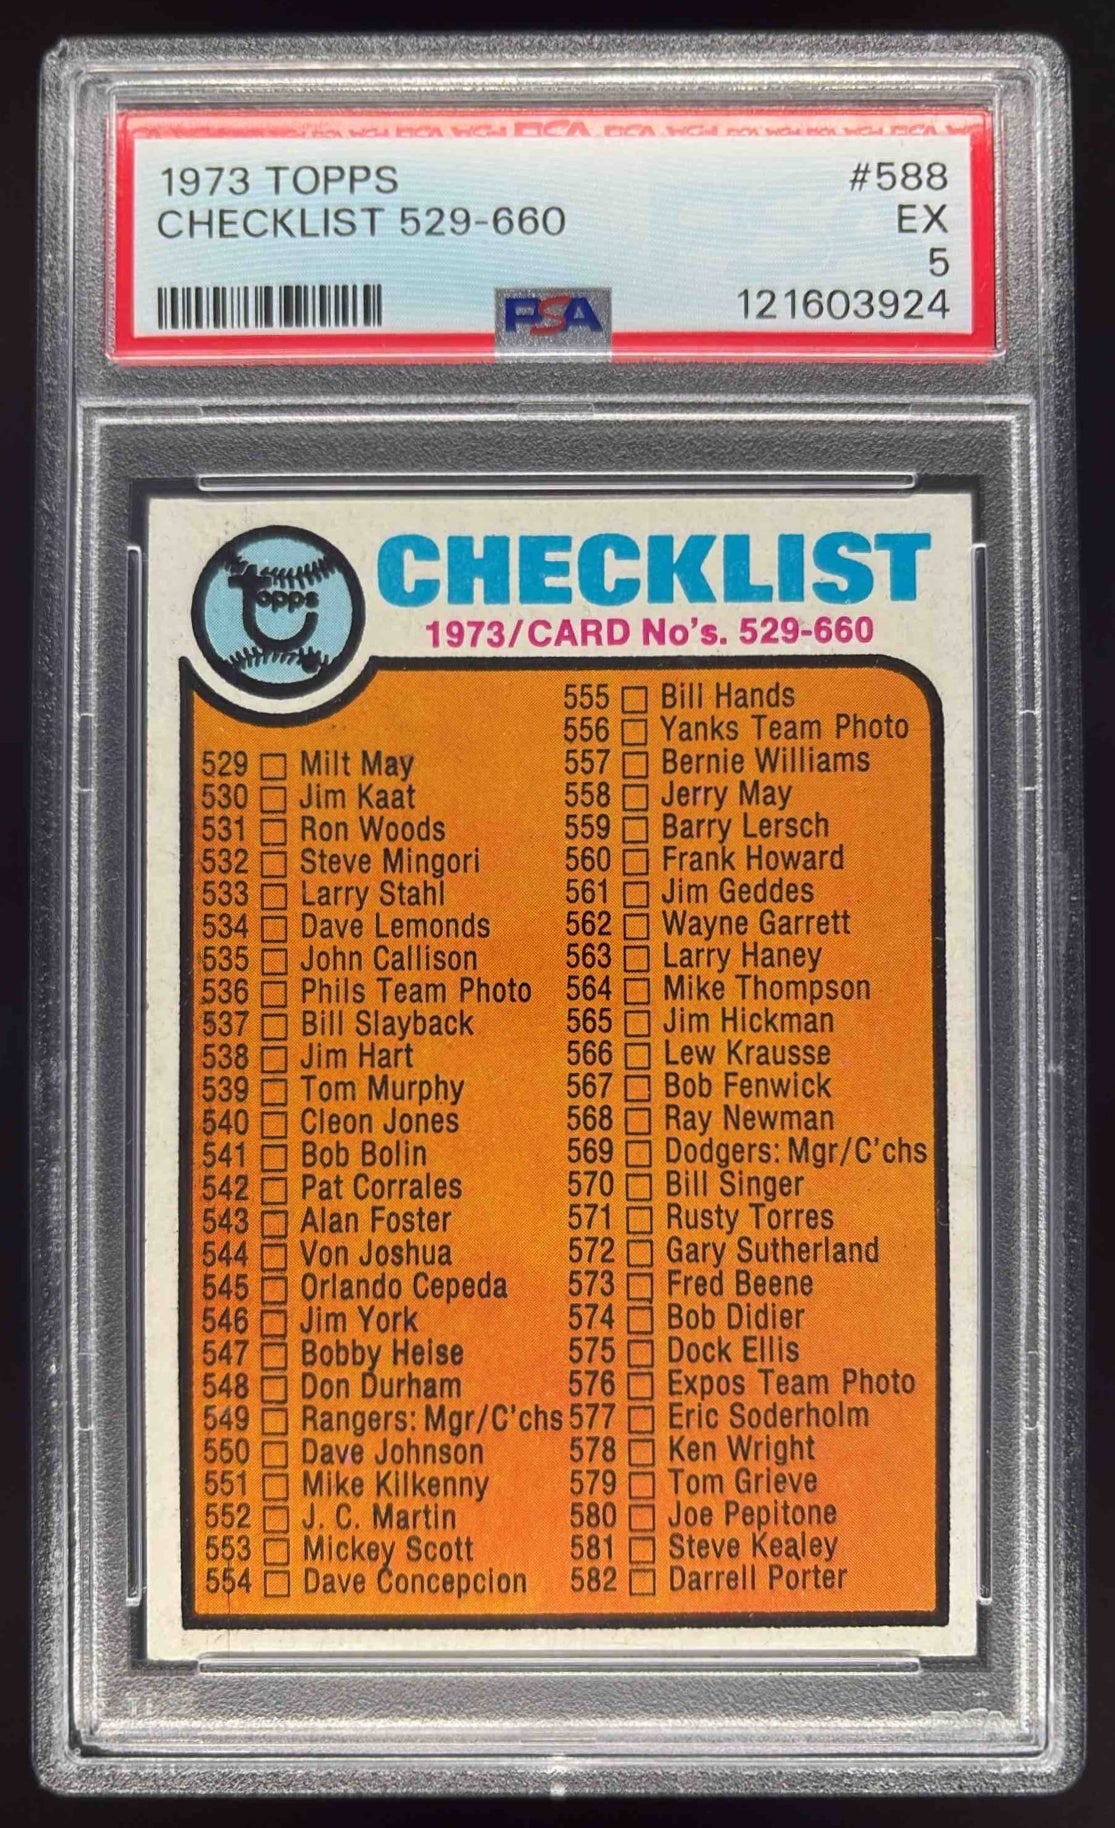 1973 TOPPS
CHECKLIST 529-660
#588
EX
5
121603924
PSA
Topps
CHECKLIST
1973/CARD No's. 529-660
529 Milt May
530 Jim Kaat
531 Ron Woods
532 Steve Mingori
533 Larry Stahl
534 Dave Lemonds
535 John Callison
536 Phils Team Photo
537 Bill Slayback
538 Jim Hart
539 Tom Murphy
540 Cleon Jones
541 Bob Bolin
542 Pat Corrales
543 Alan Foster
544 Von Joshua
545 Orlando Cepeda
546 Jim York
547 Bobby Heise
548 Don Durham
549 Rangers: Mgr/C'chs
550 Dave Johnson
551 Mike Kilkenny
552 J. C. Martin
553 Mickey Scott
554 Dave Concepcion
555 Bill Hands
556 Yanks Team Photo
557 Bernie Williams
558 Jerry May
559 Barry Lersch
560 Frank Howard
561 Jim Geddes
562 Wayne Garrett
563 Larry Haney
564 Mike Thompson
565 Jim Hickman
566 Lew Krausse
567 Bob Fenwick
568 Ray Newman
569 Dodgers: Mgr/C'chs
570 Bill Singer
571 Rusty Torres
572 Gary Sutherland
573 Fred Beene
574 Bob Didier
575 Dock Ellis
576 Expos Team Photo
577 Eric Soderholm
578 Ken Wright
579 Tom Grieve
580 Joe Pepitone
581 Steve Kealey
582 Darrell Porter